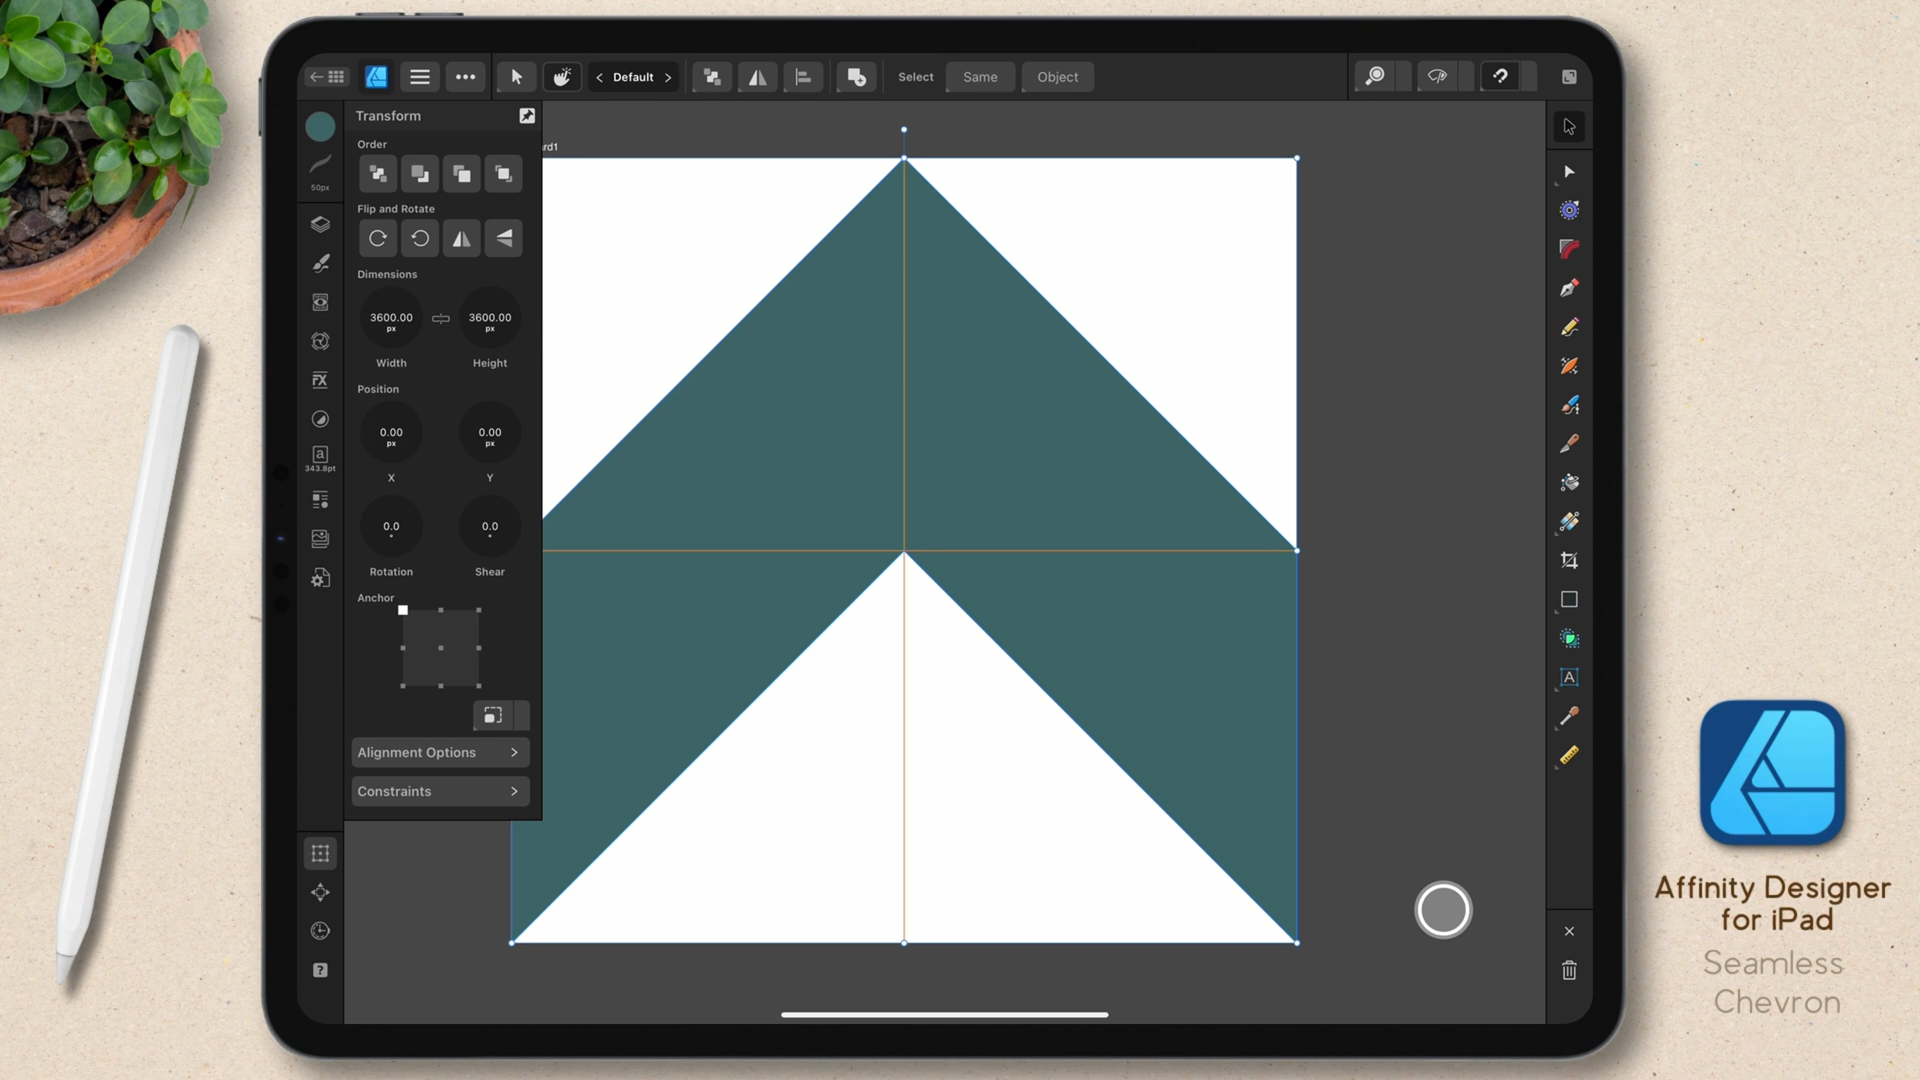 Default
Select
Same
Object
?
Transform
50px
Order
Flip and Rotate
Dimensions
3600.00
px
3600.00
px
Width
Height
Position
0.00
px
0.00
px
X
Y
0.0
°
0.0
°
Rotation
Shear
Anchor
Alignment Options
Constraints
FX
a
343.8pt
?
rd1
A
Affinity Designer
for iPad
Seamless
Chevron